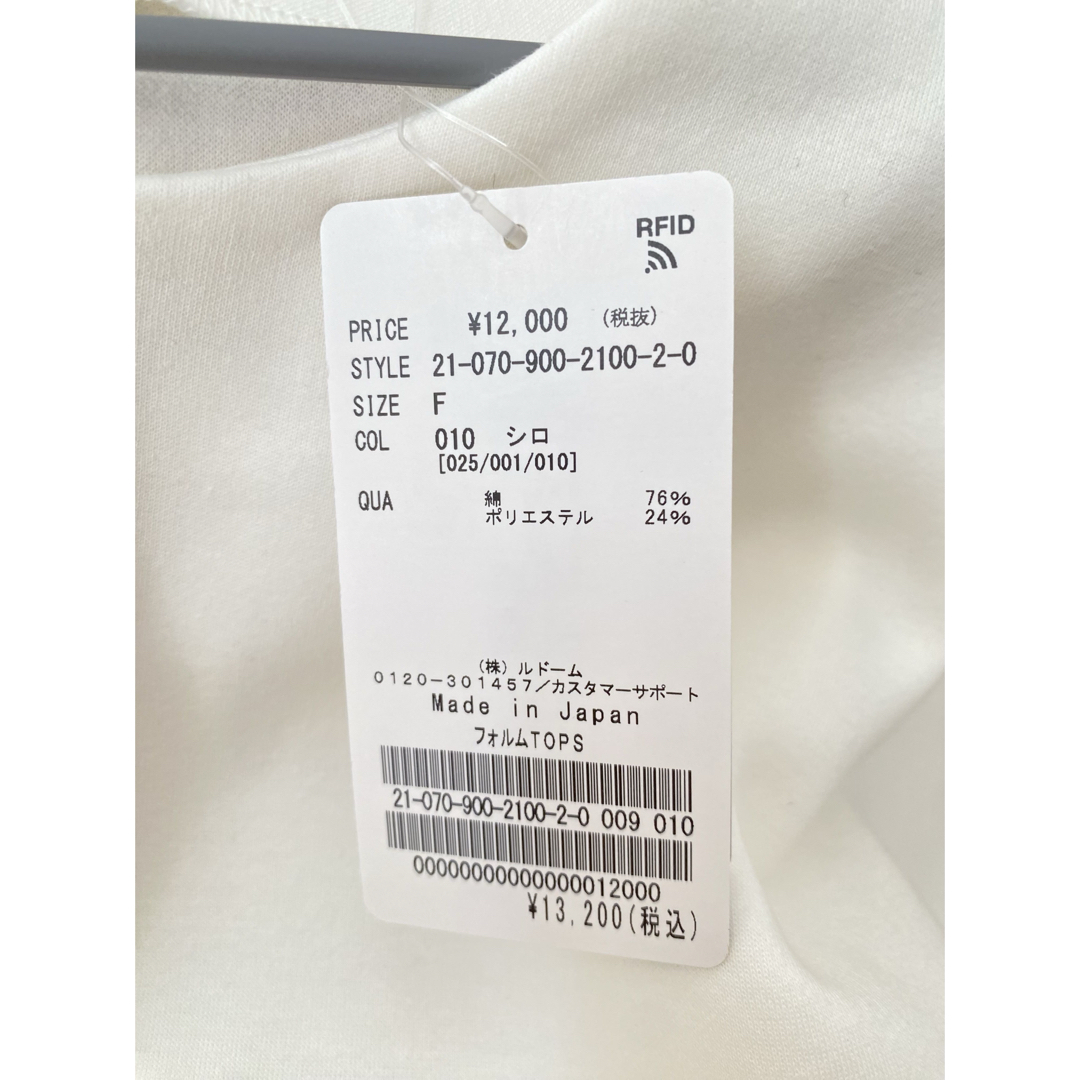 RFID
PRICE ¥12,000 (税抜)
STYLE 21-070-900-2100-2-0
SIZE F
COL 010 シロ
[025/001/010]
QUA 綿 76%
ポリエステル 24%
(株)ルドーム
0120-301457/カスタマーサポート
Made in Japan
フォルムTOPS
21-070-900-2100-2-0 009 010
00000000000000012000
¥13,200(税込)